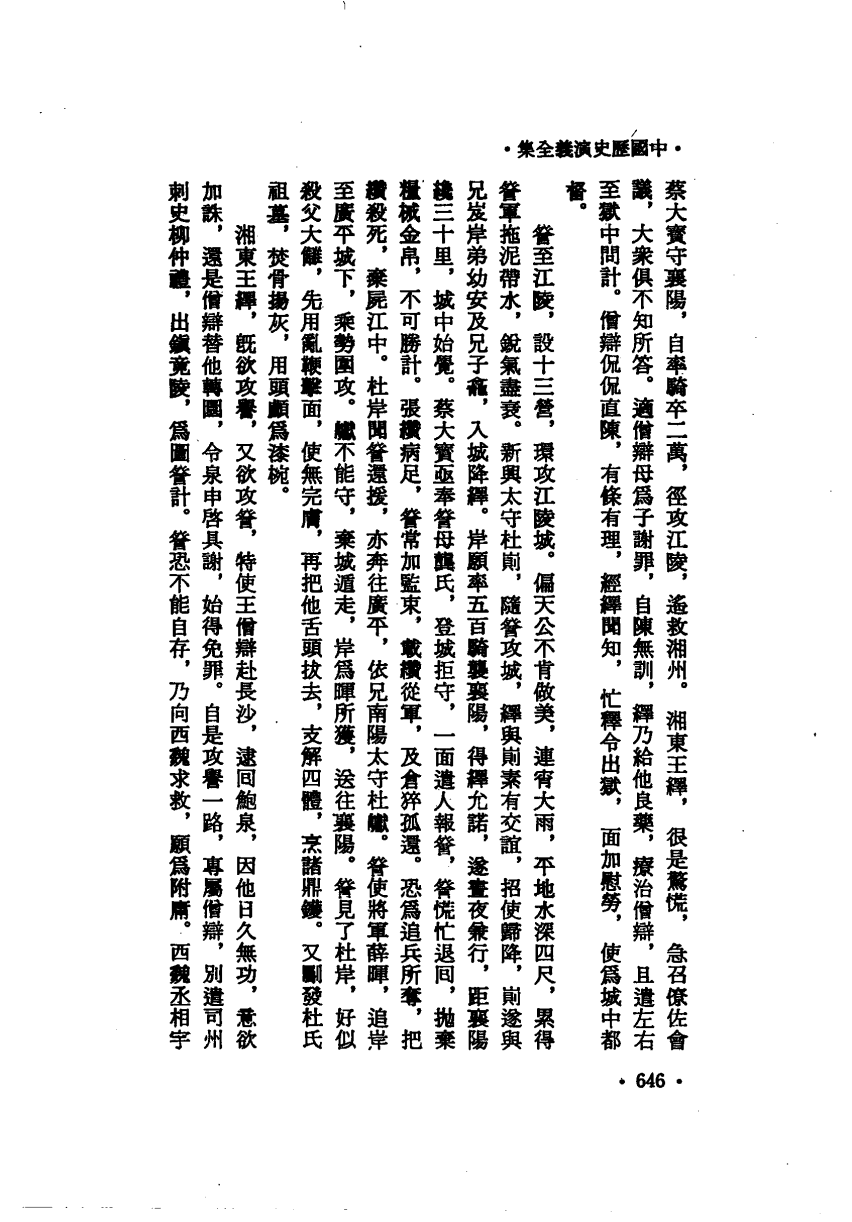 ·中國歷史演義全集·
蔡大寶守襄陽，自率騎卒二萬，徑攻江陵，遙救湘州。湘東王繹，很是驚慌，急召僚佐會
議，大衆俱不知所答。適僧辯母爲子謝罪，自陳無訓，繹乃給他良藥，療治僧辯，且遣左右
至獄中問計。僧辯侃侃直陳，有條有理，經繹聞知，忙釋令出獄，面加慰勞，使爲城中都
督。
詧至江陵，設十三營，環攻江陵城。偏天公不肯做美，連宵大雨，平地水深四尺，累得
詧軍拖泥帶水，銳氣盡衰。新興太守杜崱，隨詧攻城，繹與崱素有交誼，招使歸降，崱遂與
兄岌岸弟幼安及兄子龕，入城降繹。岸願率五百騎襲襄陽，得繹允諾，遂晝夜兼行，距襄陽
纔三十里，城中始覺。蔡大寶亟奉詧母龔氏，登城拒守，一面遣人報詧，詧慌忙退回，拋棄
糧械金帛，不可勝計。張纘病足，詧常加監束，載纘從軍，及倉猝孤還。恐爲追兵所奪，把
纘殺死，棄屍江中。杜岸聞詧還援，亦奔往廣平，依兄南陽太守杜巘。詧使將軍薛暉，追岸
至廣平城下，乘勢圍攻。巘不能守，棄城遁走，岸爲暉所獲，送往襄陽。詧見了杜岸，好似
殺父大讎，先用亂鞭擊面，使無完膚，再把他舌頭拔去，支解四體，烹諸鼎鑊。又劚發杜氏
祖墓，焚骨揚灰，用頭顱爲漆椀。
湘東王繹，旣欲攻譽，又欲攻詧，特使王僧辯赴長沙，逮回鮑泉，因他日久無功，意欲
加誅，還是僧辯替他轉圜，令泉申啓具謝，始得免罪。自是攻譽一路，專屬僧辯，別遣司州
刺史柳仲禮，出鎭竟陵，爲圖詧計。詧恐不能自存，乃向西魏求救，願爲附庸。西魏丞相宇
·646·